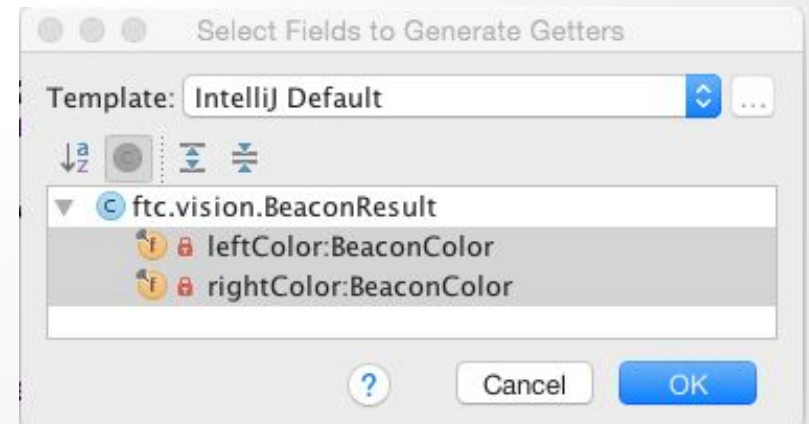 Select Fields to Generate Getters
Template: IntelliJ Default ...
a
z
C
C ftc.vision.BeaconResult
f leftColor:BeaconColor
f rightColor:BeaconColor
? Cancel OK